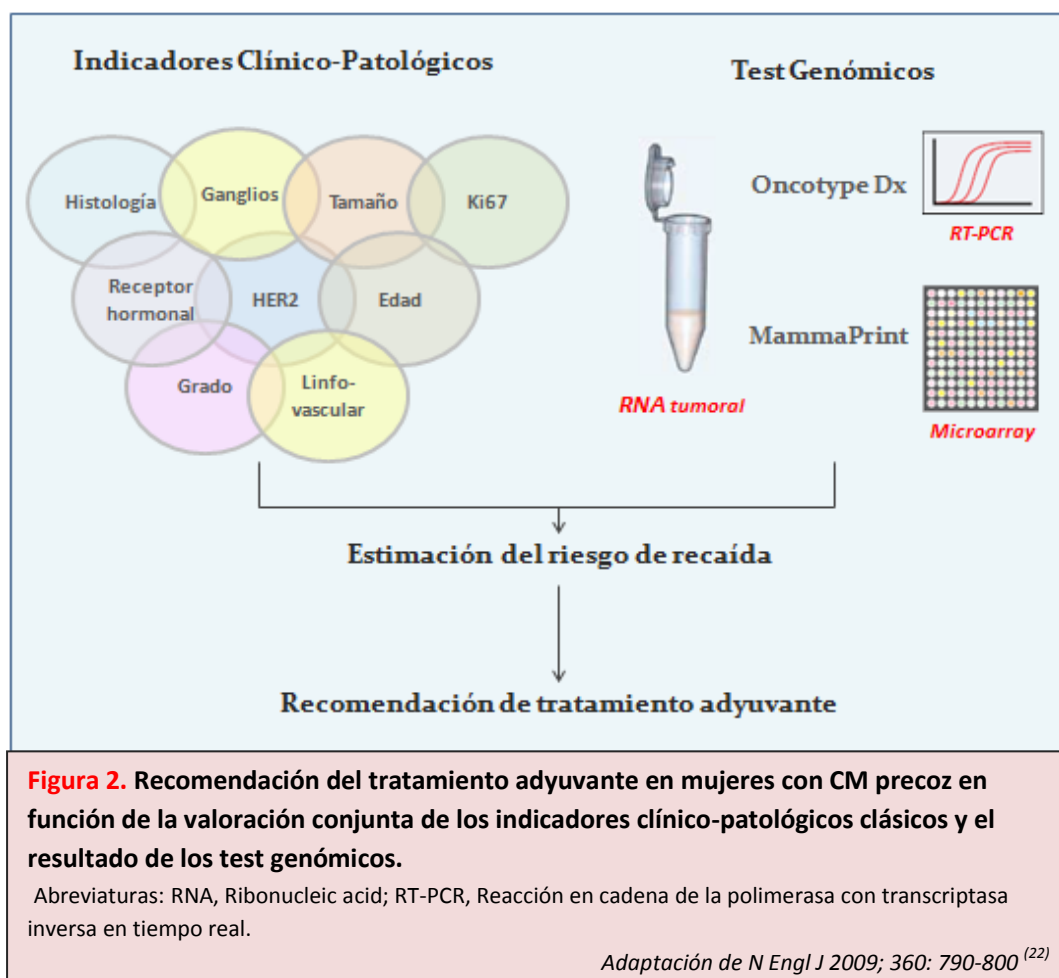 Indicadores Clínico-Patológicos
Test Genómicos
Histología
Ganglios
Tamaño
Ki67
Receptor
hormonal
HER2
Edad
Grado
Linfo-
vascular
RNA tumoral
Oncotype Dx
RT-PCR
MammaPrint
Microarray
Estimación del riesgo de recaída
Recomendación de tratamiento adyuvante
Figura 2. Recomendación del tratamiento adyuvante en mujeres con CM precoz en
función de la valoración conjunta de los indicadores clínico-patológicos clásicos y el
resultado de los test genómicos.
Abreviaturas: RNA, Ribonucleic acid; RT-PCR, Reacción en cadena de la polimerasa con transcriptasa
inversa en tiempo real.
Adaptación de N Engl J 2009; 360: 790-800 (22)